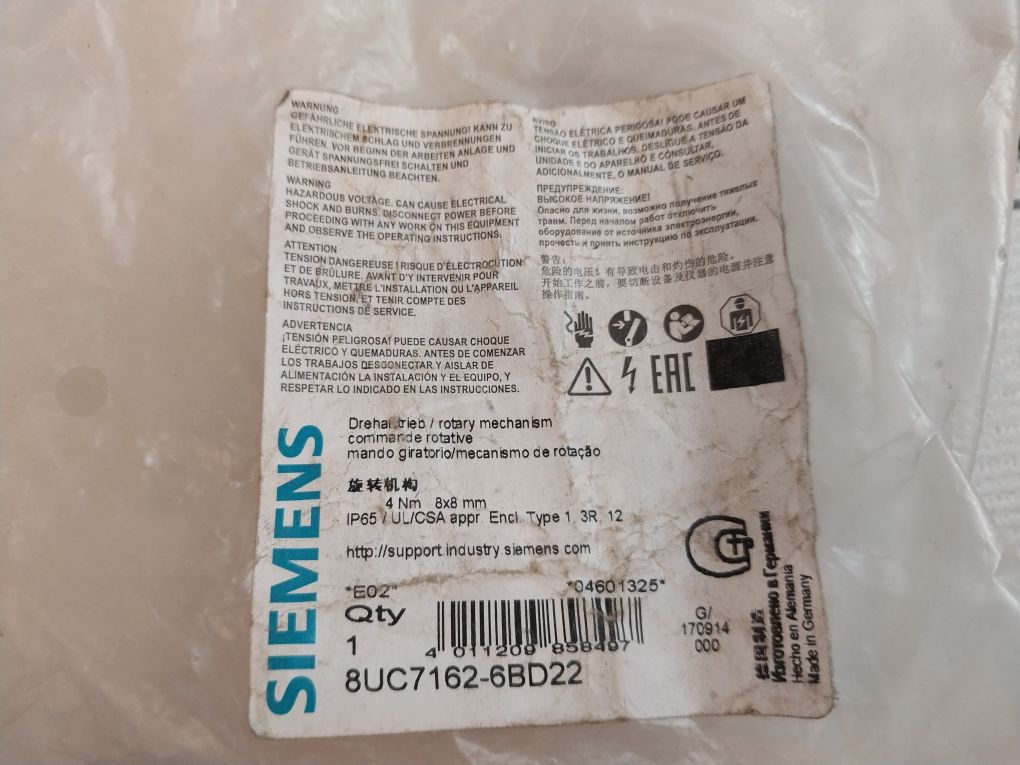 WARNUNG
GEFÄHRLICHE ELEKTRISCHE SPANNUNG! KANN ZU
ELEKTRISCHEM SCHLAG UND VERBRENNUNGEN
FÜHREN. VOR BEGINN DER ARBEITEN ANLAGE UND
GERÄT SPANNUNGSFREI SCHALTEN UND
BETRIEBSANLEITUNG BEACHTEN.
WARNING
HAZARDOUS VOLTAGE. CAN CAUSE ELECTRICAL
SHOCK AND BURNS. DISCONNECT POWER BEFORE
PROCEEDING WITH ANY WORK ON THIS EQUIPMENT
AND OBSERVE THE OPERATING INSTRUCTIONS.
ATTENTION
TENSION DANGEREUSE ! RISQUE D'ÉLECTROCUTION
ET DE BRÛLURE. AVANT D'Y INTERVENIR POUR
TRAVAUX, METTRE L'INSTALLATION OU L'APPAREIL
HORS TENSION, ET TENIR COMPTE DES
INSTRUCTIONS DE SERVICE.
ADVERTENCIA
¡TENSIÓN PELIGROSA! PUEDE CAUSAR CHOQUE
ELÉCTRICO Y QUEMADURAS. ANTES DE COMENZAR
LOS TRABAJOS DESCONECTAR Y AISLAR DE
ALIMENTACIÓN LA INSTALACIÓN Y EL EQUIPO, Y
RESPETAR LO INDICADO EN LAS INSTRUCCIONES.
AVISO
TENSÃO ELÉTRICA PERIGOSA! PODE CAUSAR UM
CHOQUE ELÉTRICO E QUEIMADURAS. ANTES DE
INICIAR OS TRABALHOS, DESLIGUE A TENSÃO DA
UNIDADE E DO APARELHO E CONSULTAR,
ADICIONALMENTE, O MANUAL DE SERVIÇO.
ПРЕДУПРЕЖДЕНИЕ:
ВЫСОКОЕ НАПРЯЖЕНИЕ!
Опасно для жизни, возможно получение тяжелых
травм. Перед началом работ отключить
оборудование от источника электроэнергии,
прочесть и понять инструкцию по эксплуатации.
警告:
危险的电压! 有导致电击和灼伤的危险。
开始工作之前, 要切断设备及仪器的电源并注意
操作指南。
EAC
SIEMENS
Drehantrieb / rotary mechanism
commande rotative
mando giratorio/mecanismo de rotação
旋转机构
4 Nm 8x8 mm
IP65 / UL/CSA appr. Encl. Type 1, 3R, 12
http://support.industry.siemens.com
*E02* *04601325*
Qty
1
4 011209 858497
8UC7162-6BD22
G/
170914
000
德国制造
Изготовлено в Германии
Hecho en Alemania
Made in Germany